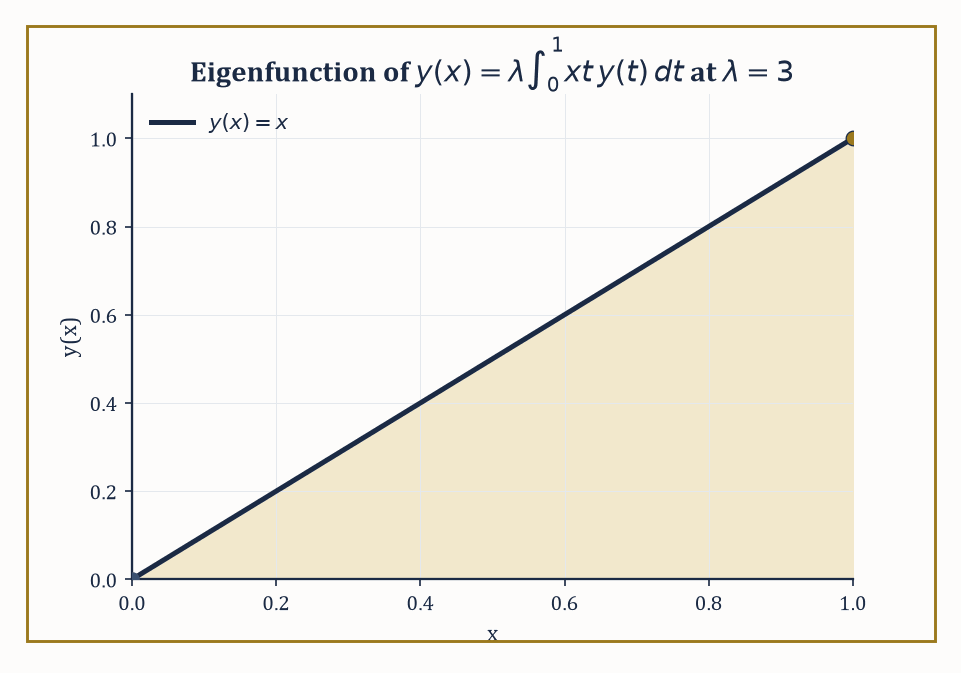 Eigenfunction of y(x) = λ∫₀¹ xt y(t) dt at λ = 3
y(x) = x
1.0
0.8
0.6
0.4
0.2
0.0
y(x)
0.0 0.2 0.4 0.6 0.8 1.0
x